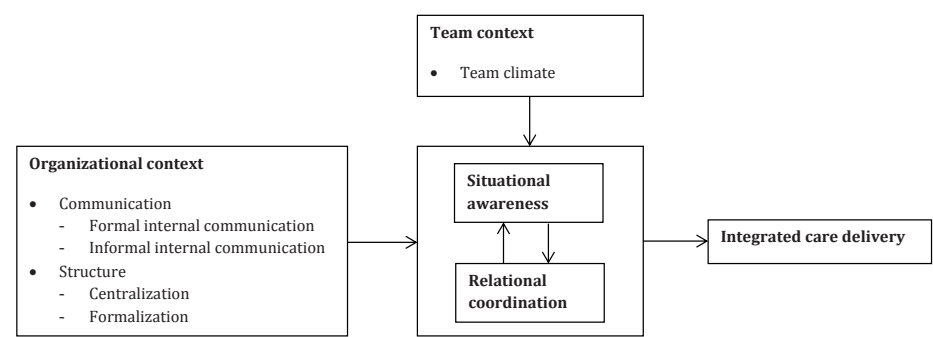 Team context
• Team climate
Organizational context
• Communication
- Formal internal communication
- Informal internal communication
• Structure
- Centralization
- Formalization
Situational
awareness
Relational
coordination
Integrated care delivery